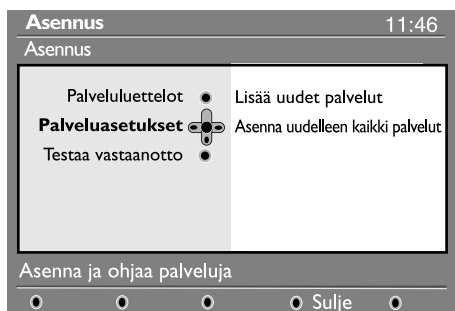 Asennus 11:46
Asennus
Palveluluettelot
Palveluasetukset
Testaa vastaanotto
Lisää uudet palvelut
Asenna uudelleen kaikki palvelut
Asenna ja ohjaa palveluja
Sulje